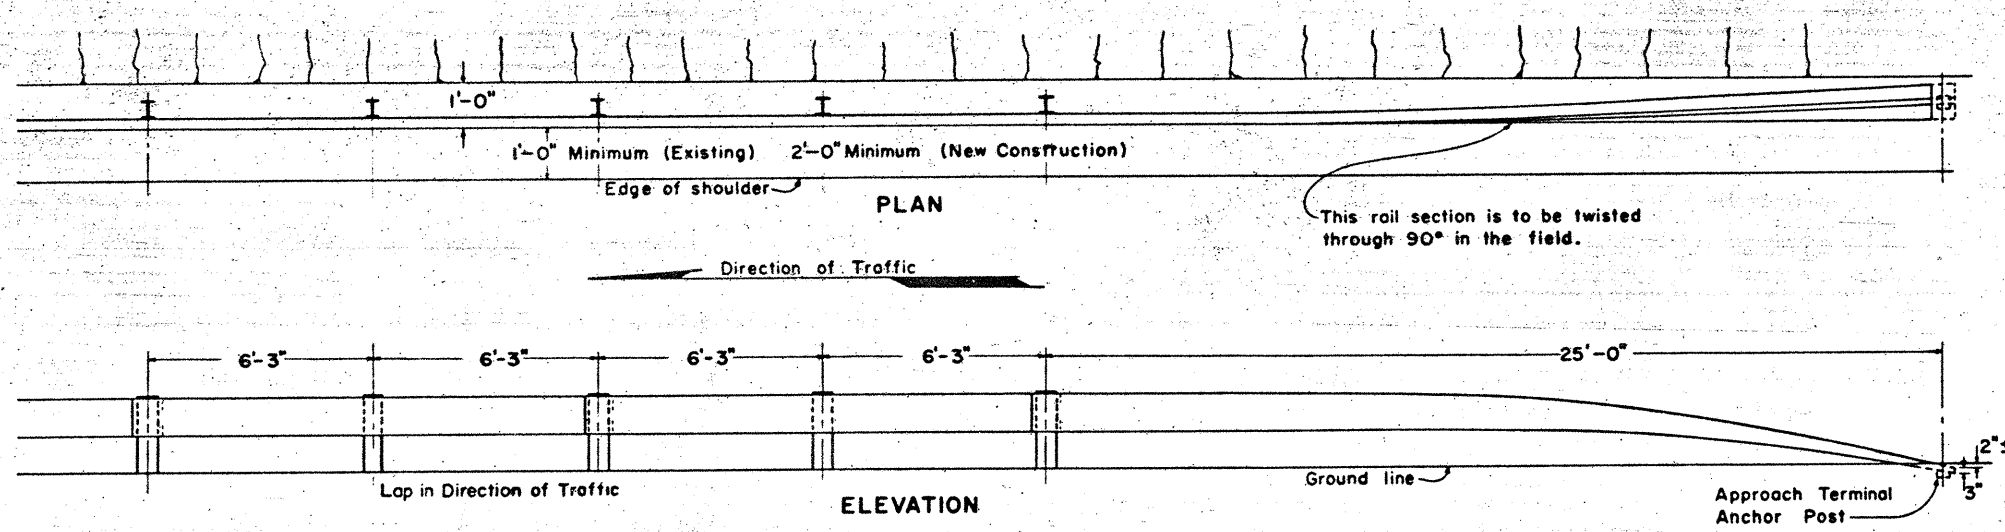 1'-0"
1'-0" Minimum (Existing) 2'-0" Minimum (New Construction)
Edge of shoulder
PLAN
This rail section is to be twisted
through 90° in the field.
Direction of Traffic
6'-3" 6'-3" 6'-3" 6'-3" 25'-0"
2"±
3"
Ground line
Lap in Direction of Traffic
ELEVATION
Approach Terminal
Anchor Post